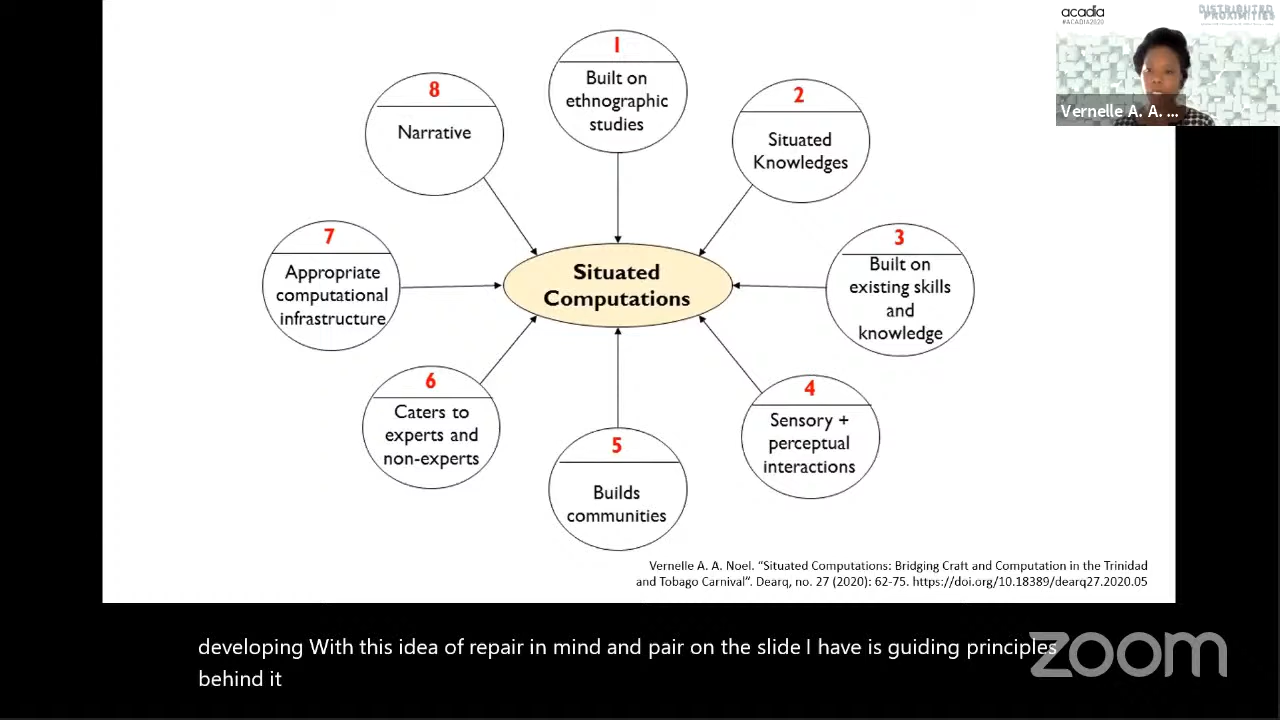 acadia
#ACADIA2020
DISTRIBUTED
PROXIMITIES
Vernelle A. A. ...
1
Built on
ethnographic
studies
2
Situated
Knowledges
3
Built on
existing skills
and
knowledge
4
Sensory +
perceptual
interactions
5
Builds
communities
6
Caters to
experts and
non-experts
7
Appropriate
computational
infrastructure
8
Narrative
Situated
Computations
Vernelle A. A. Noel. “Situated Computations: Bridging Craft and Computation in the Trinidad
and Tobago Carnival”. Dearq, no. 27 (2020): 62-75. https://doi.org/10.18389/dearq27.2020.05
developing With this idea of repair in mind and pair on the slide I have is guiding principles
behind it
zoom